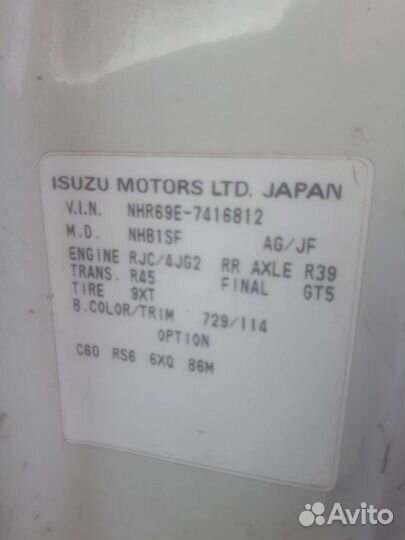 ISUZU MOTORS LTD. JAPAN
V.I.N. NHR69E-7416812
M.D. NHB1SF AG/JF
ENGINE RJC/4JG2 RR AXLE R39
TRANS. R45 FINAL GT5
TIRE 9XT
B.COLOR/TRIM 729/114
OPTION
C60 RS6 6XQ 86M
Avito